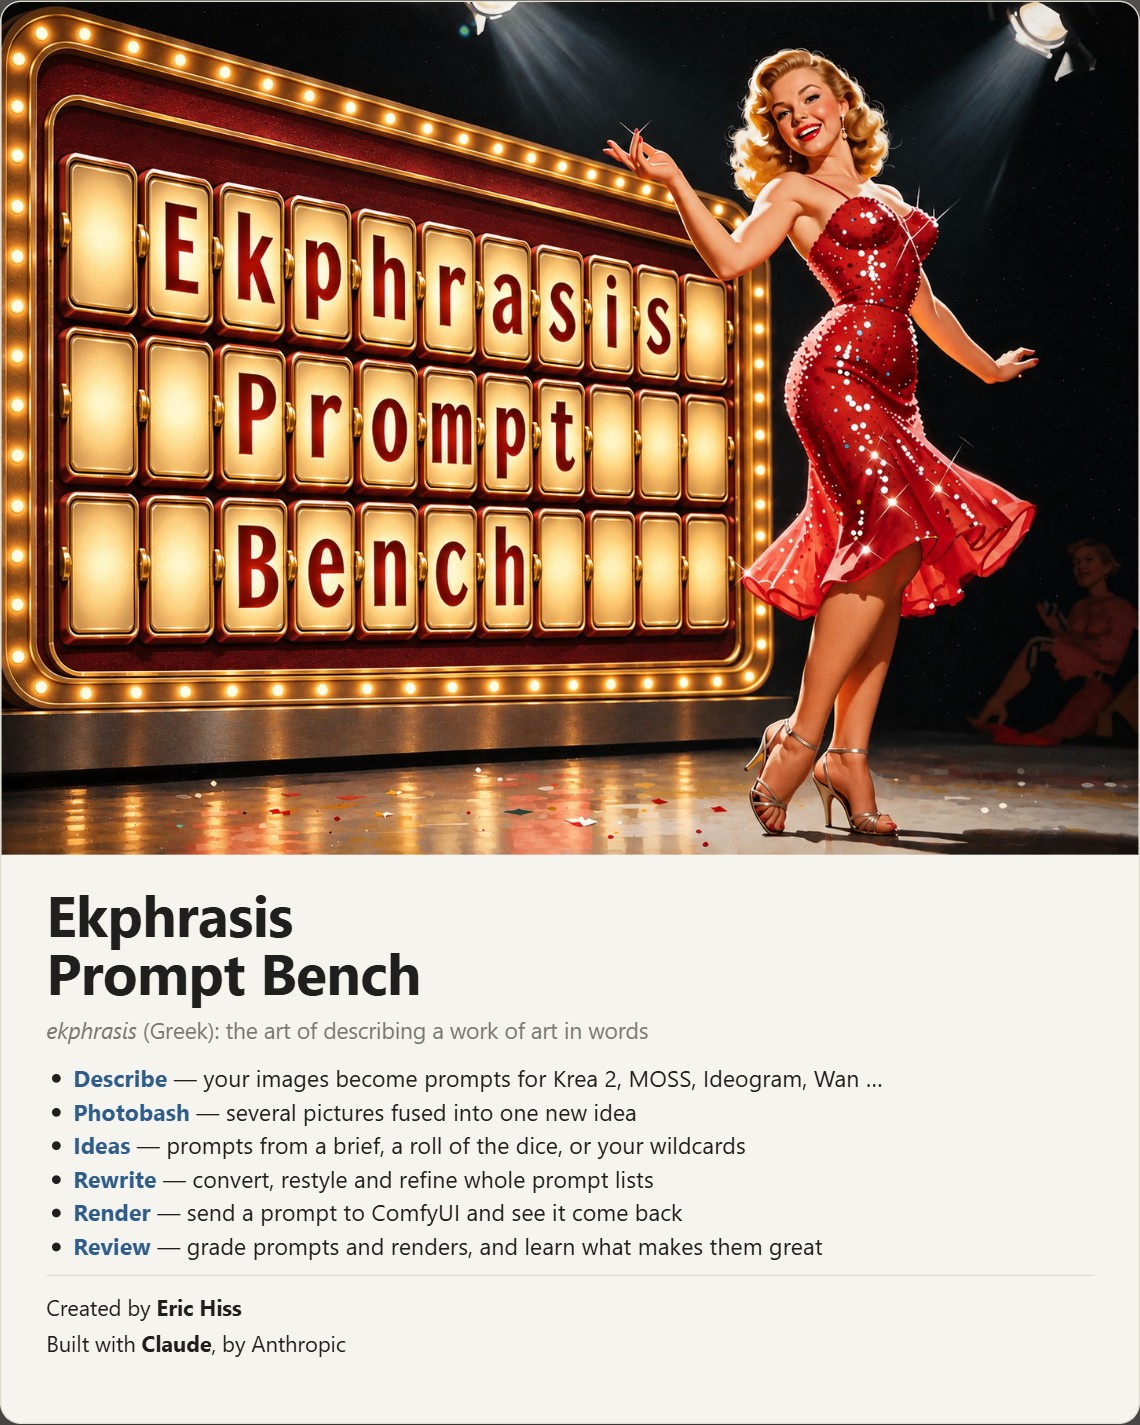 Ekphrasis
Prompt
Bench
Ekphrasis
Prompt Bench
ekphrasis (Greek): the art of describing a work of art in words
• Describe — your images become prompts for Krea 2, MOSS, Ideogram, Wan ...
• Photobash — several pictures fused into one new idea
• Ideas — prompts from a brief, a roll of the dice, or your wildcards
• Rewrite — convert, restyle and refine whole prompt lists
• Render — send a prompt to ComfyUI and see it come back
• Review — grade prompts and renders, and learn what makes them great
Created by Eric Hiss
Built with Claude, by Anthropic